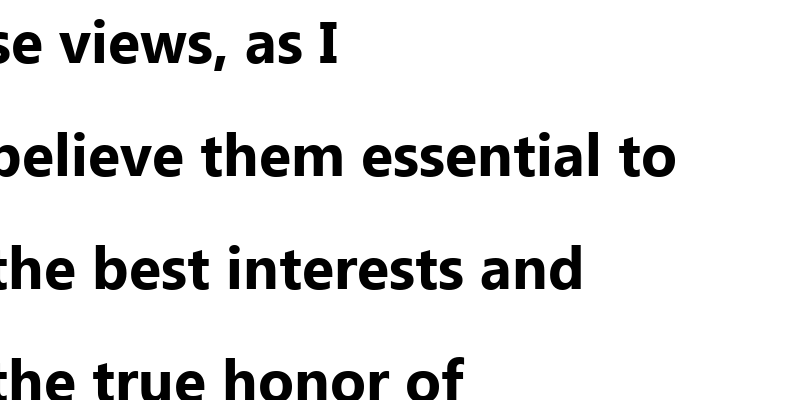 se views, as I
believe them essential to
the best interests and
the true honor of